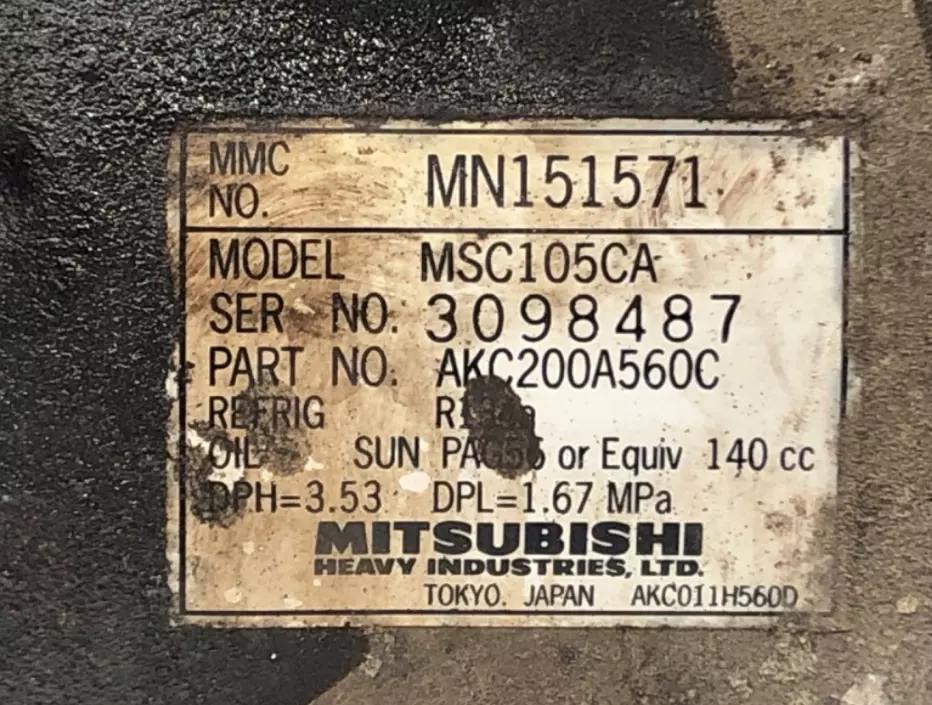 MMC NO. MN151571
MODEL MSC105CA
SER NO. 3098487
PART NO. AKC200A560C
REFRIG
OIL SUN or Equiv 140 cc
DPH=3.53 DPL=1.67 MPa
MITSUBISHI
HEAVY INDUSTRIES, LTD.
TOKYO. JAPAN AKC011H560D